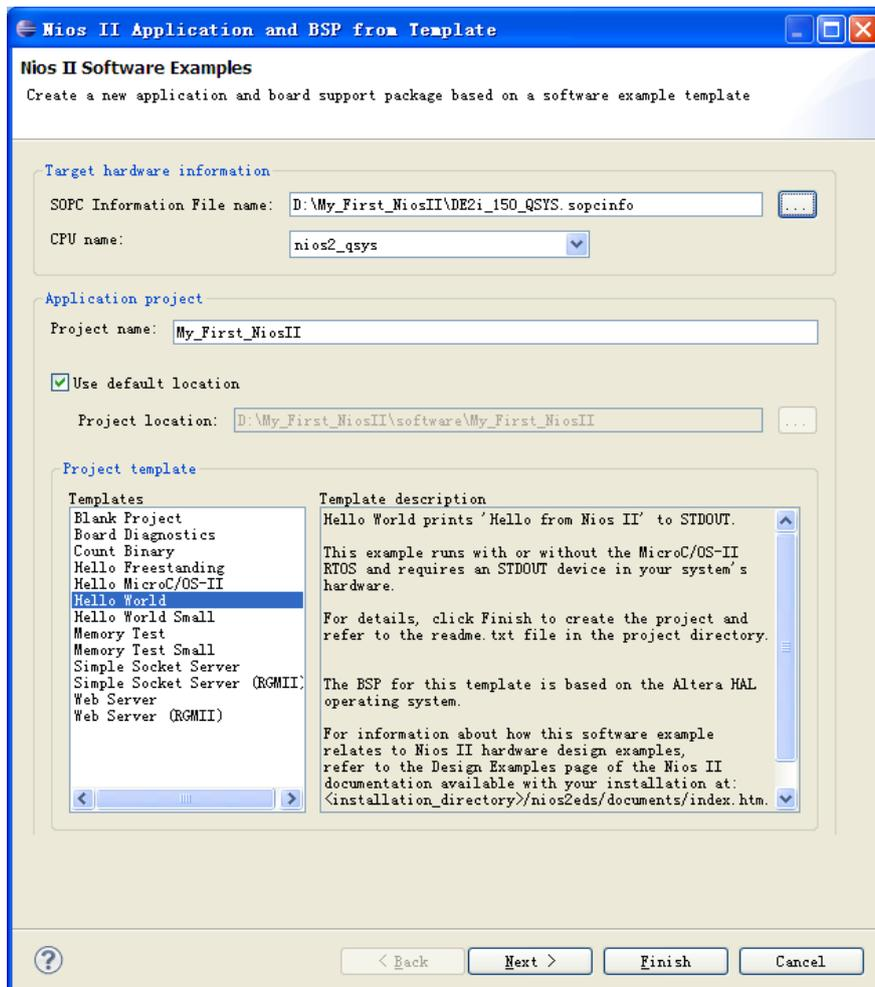 Nios II Application and BSP from Template
Nios II Software Examples
Create a new application and board support package based on a software example template
Target hardware information
SOPC Information File name: D:\My_First_NiosII\DE2i_150_QSYS.sopcinfo ...
CPU name: nios2_qsys
Application project
Project name: My_First_NiosII
Use default location
Project location: D:\My_First_NiosII\software\My_First_NiosII ...
Project template
Templates
Blank Project
Board Diagnostics
Count Binary
Hello Freestanding
Hello MicroC/OS-II
Hello World
Hello World Small
Memory Test
Memory Test Small
Simple Socket Server
Simple Socket Server (RGMII)
Web Server
Web Server (RGMII)
Template description
Hello World prints 'Hello from Nios II' to STDOUT.
This example runs with or without the MicroC/OS-II
RTOS and requires an STDOUT device in your system's
hardware.
For details, click Finish to create the project and
refer to the readme.txt file in the project directory.
The BSP for this template is based on the Altera HAL
operating system.
For information about how this software example
relates to Nios II hardware design examples,
refer to the Design Examples page of the Nios II
documentation available with your installation at:
<installation_directory>/nios2eds/documents/index.htm.
?
< Back
Next >
Finish
Cancel